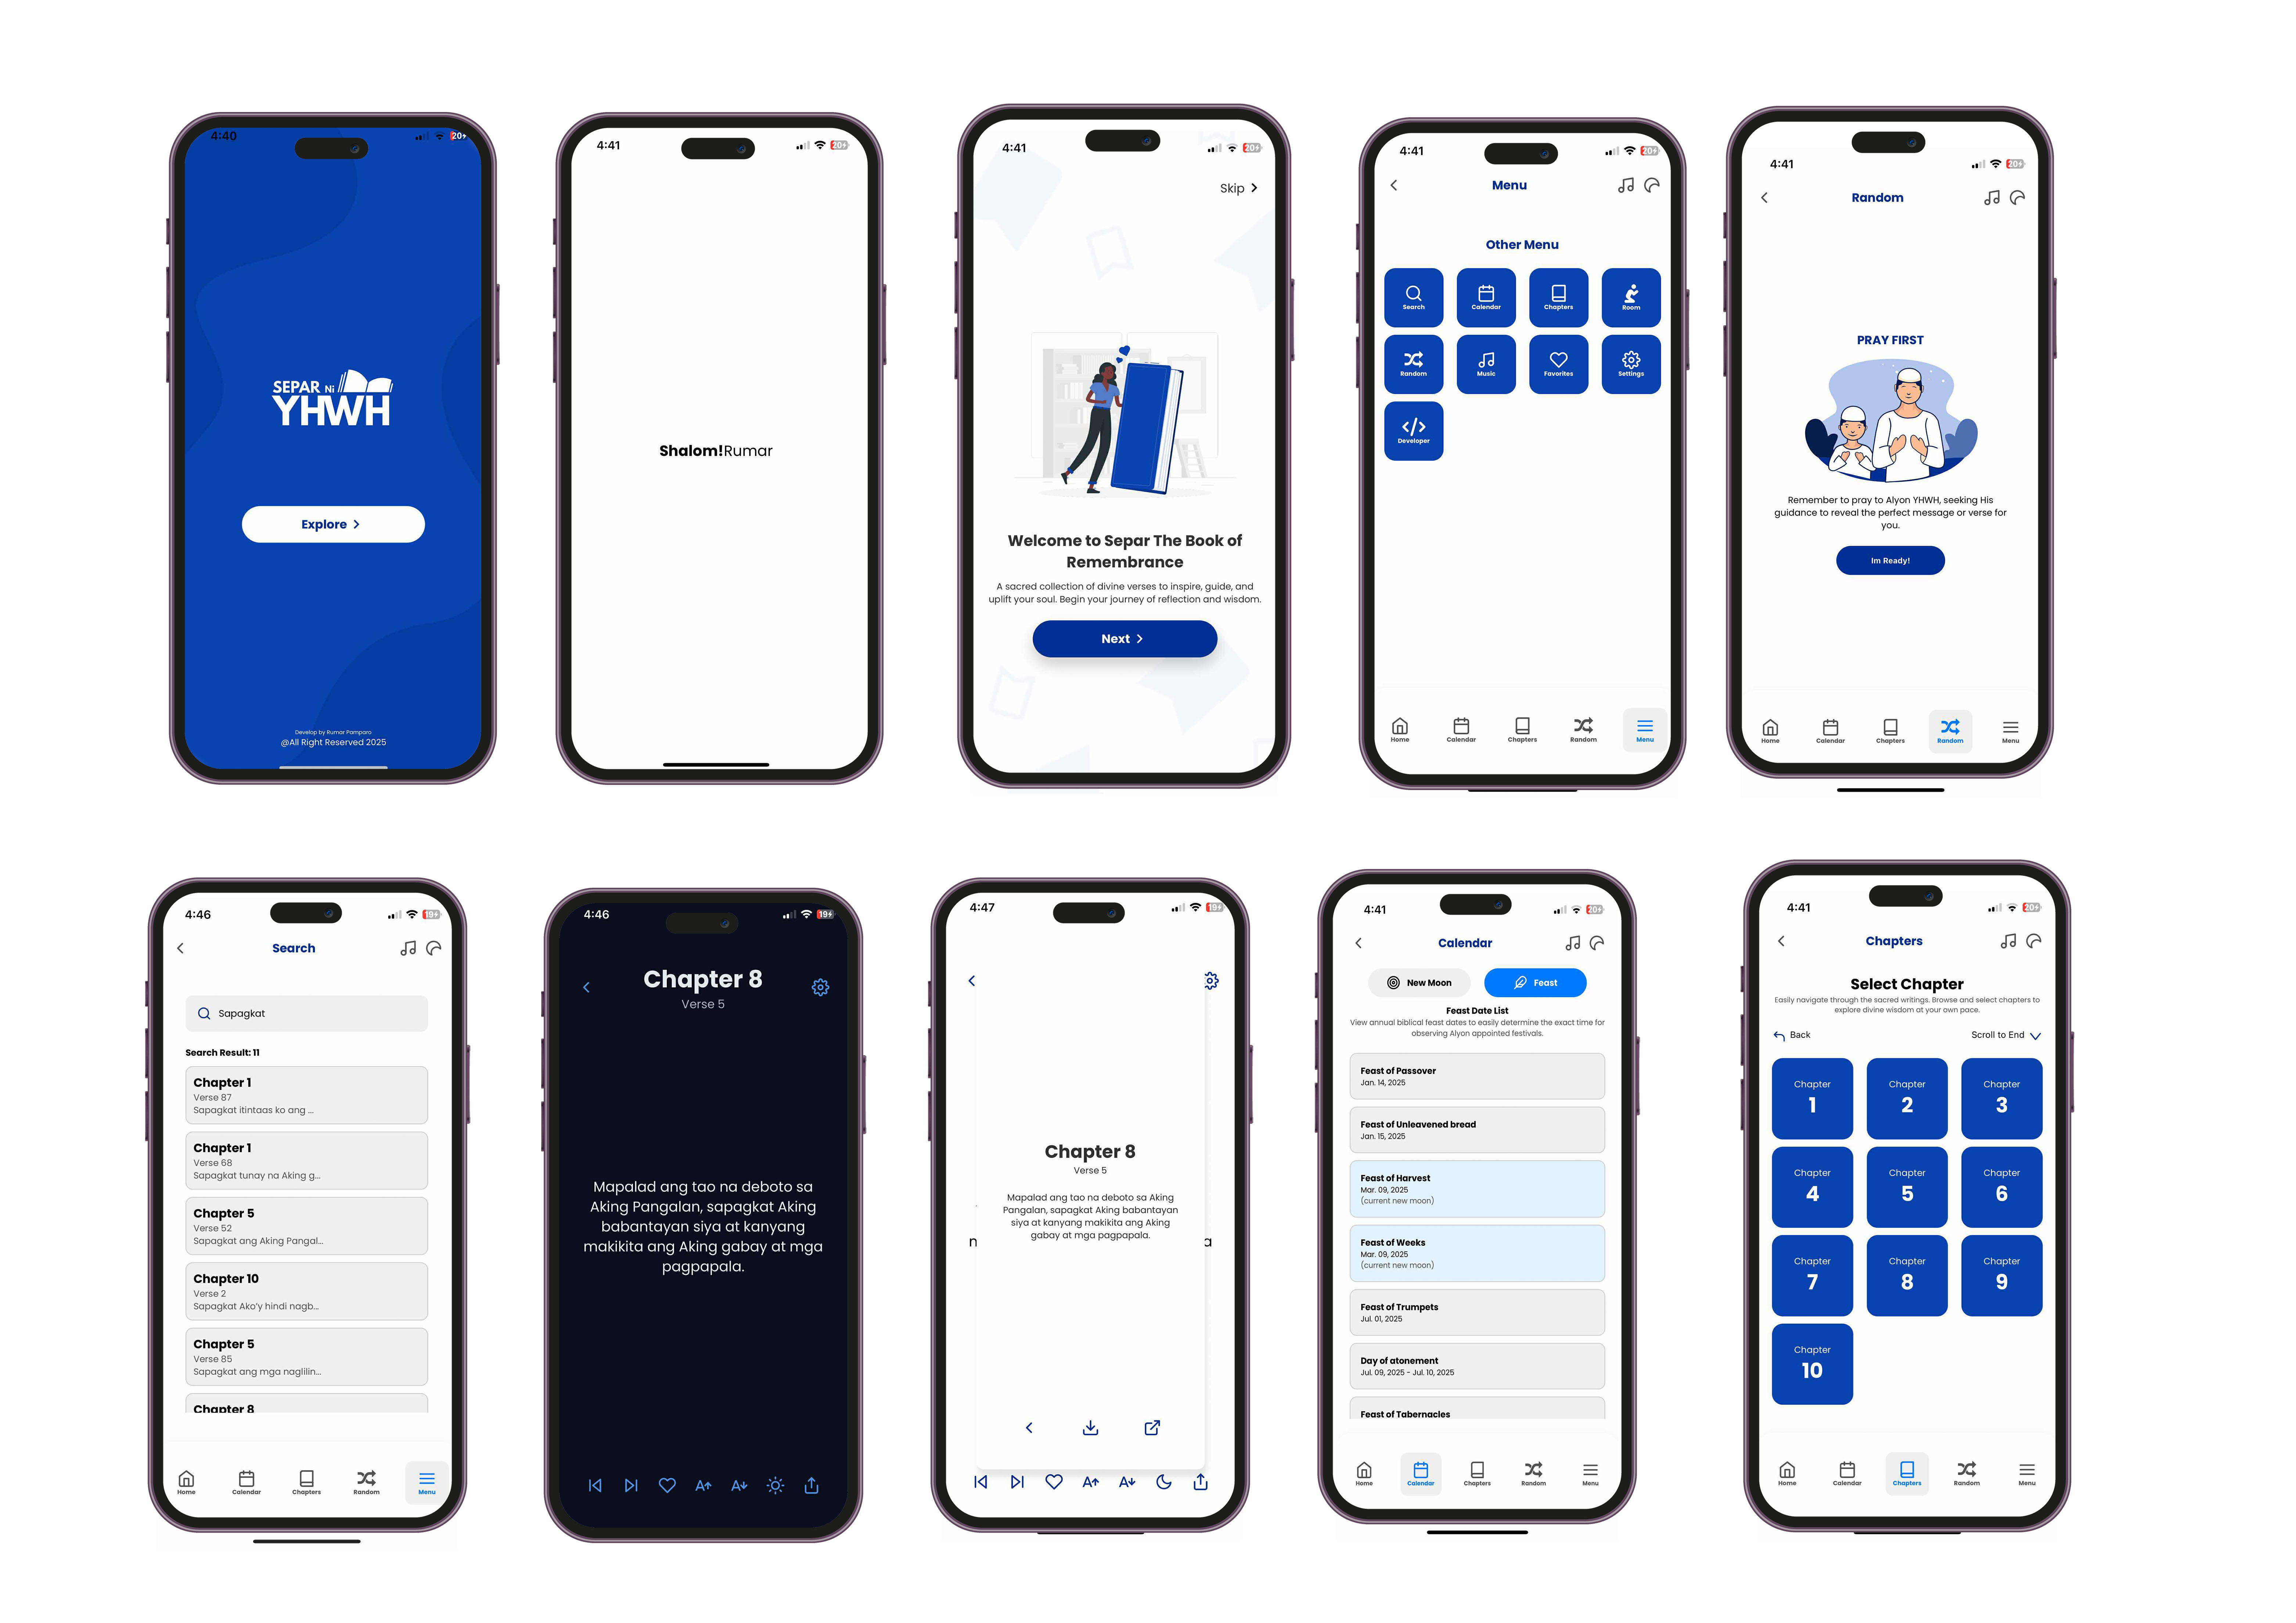 4:40
20+
SEPAR Ni
YHWH
Explore
Develop by Rumar Pamparo
@All Right Reserved 2025
4:41
20
Shalom!Rumar
4:41
20
Skip
Welcome to Separ The Book of
Remembrance
A sacred collection of divine verses to inspire, guide, and
uplift your soul. Begin your journey of reflection and wisdom.
Next
4:41
20
Menu
Other Menu
Search
Calendar
Chapters
Room
Random
Music
Favorites
Settings
</>
Developer
Home
Calendar
Chapters
Random
Menu
4:41
20
Random
PRAY FIRST
Remember to pray to Alyon YHWH, seeking His
guidance to reveal the perfect message or verse for
you.
Im Ready!
Home
Calendar
Chapters
Random
Menu
4:46
19
Search
Sapagkat
Search Result: 11
Chapter 1
Verse 87
Sapagkat itintaas ko ang ...
Chapter 1
Verse 68
Sapagkat tunay na Aking g...
Chapter 5
Verse 52
Sapagkat ang Aking Pangal...
Chapter 10
Verse 2
Sapagkat Ako'y hindi nagb...
Chapter 5
Verse 85
Sapagkat ang mga naglilin...
Chapter 8
Home
Calendar
Chapters
Random
Menu
4:46
19
Chapter 8
Verse 5
Mapalad ang tao na deboto sa
Aking Pangalan, sapagkat Aking
babantayan siya at kanyang
makikita ang Aking gabay at mga
pagpapala.
A
A
4:47
19
Chapter 8
Verse 5
Mapalad ang tao na deboto sa Aking
Pangalan, sapagkat Aking babantayan
siya at kanyang makikita ang Aking
gabay at mga pagpapala.
A
A
4:41
20
Calendar
New Moon
Feast
Feast Date List
View annual biblical feast dates to easily determine the exact time for
observing Alyon appointed festivals.
Feast of Passover
Jan. 14, 2025
Feast of Unleavened bread
Jan. 15, 2025
Feast of Harvest
Mar. 09, 2025
(current new moon)
Feast of Weeks
Mar. 09, 2025
(current new moon)
Feast of Trumpets
Jul. 01, 2025
Day of atonement
Jul. 09, 2025 - Jul. 10, 2025
Feast of Tabernacles
Home
Calendar
Chapters
Random
Menu
4:41
20
Chapters
Select Chapter
Easily navigate through the sacred writings. Browse and select chapters to
explore divine wisdom at your own pace.
Back
Scroll to End
Chapter
1
Chapter
2
Chapter
3
Chapter
4
Chapter
5
Chapter
6
Chapter
7
Chapter
8
Chapter
9
Chapter
10
Home
Calendar
Chapters
Random
Menu